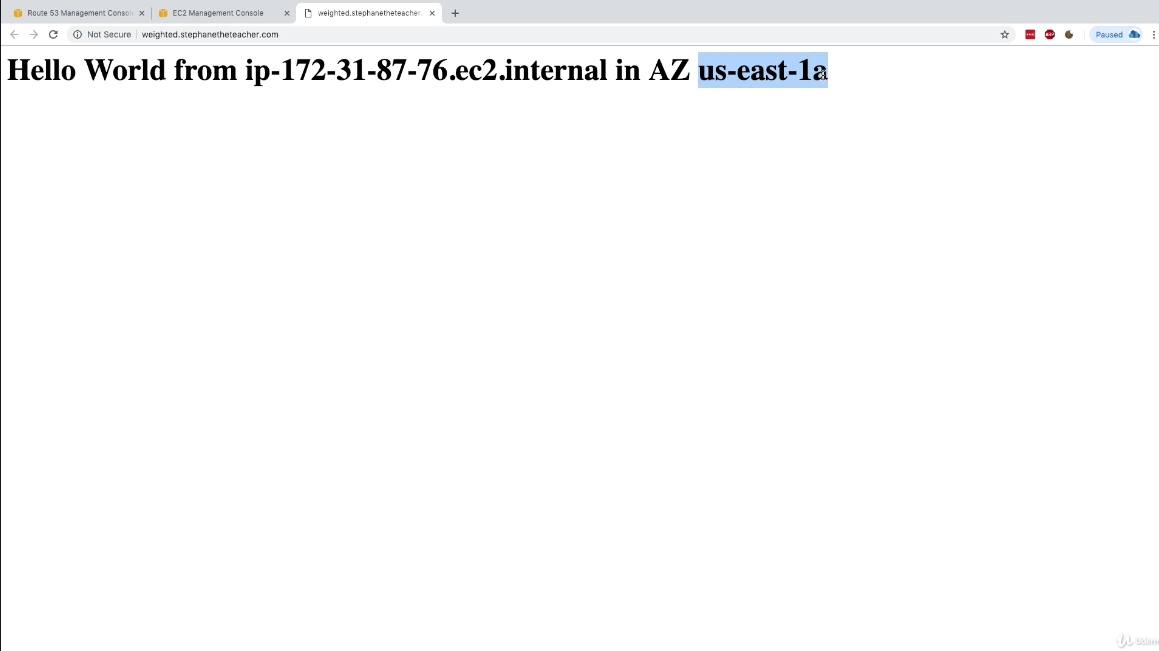 Route 53 Management Consol
EC2 Management Console
weighted.stephanetheteacher.
Not Secure
weighted.stephanetheteacher.com
Paused
Hello World from ip-172-31-87-76.ec2.internal in AZ us-east-1a